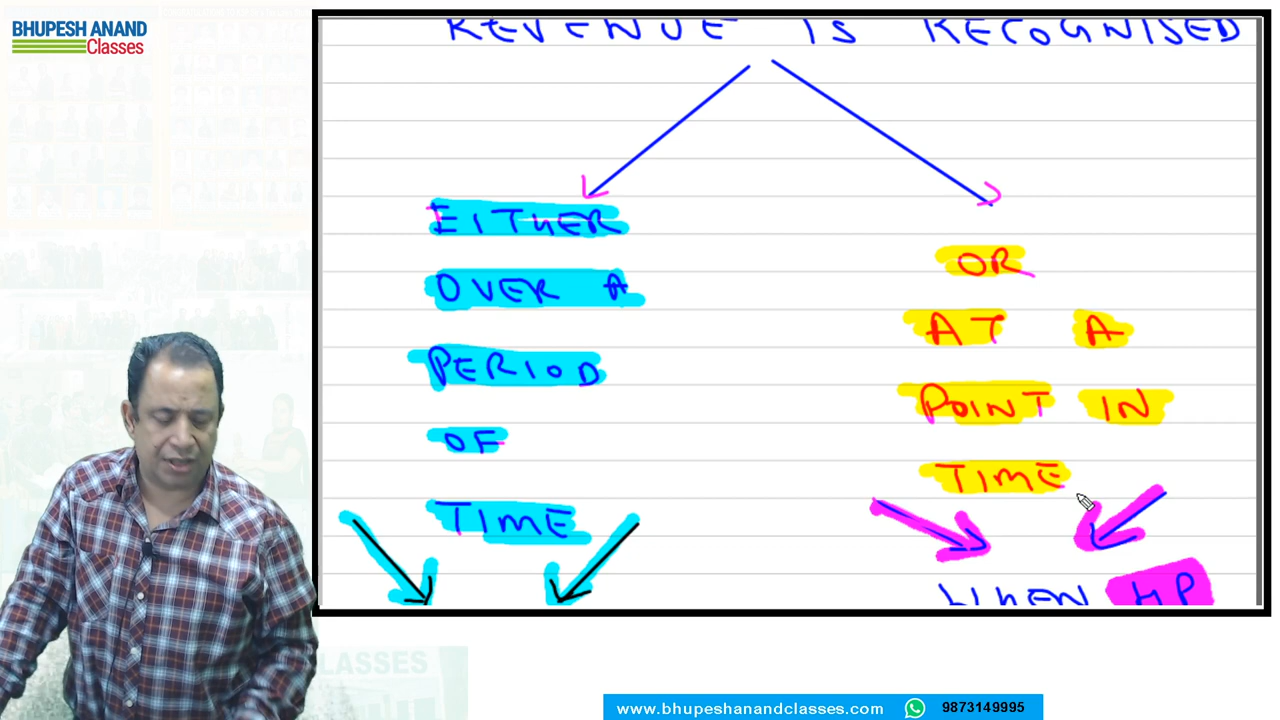 BHUPESH ANAND
Classes
REVENUE IS RECOGNISED
EITHER
OVER A
PERIOD
OF
TIME
OR
AT A
POINT IN
TIME
WHEN
CLASSES
www.bhupeshanandclasses.com 9873149995